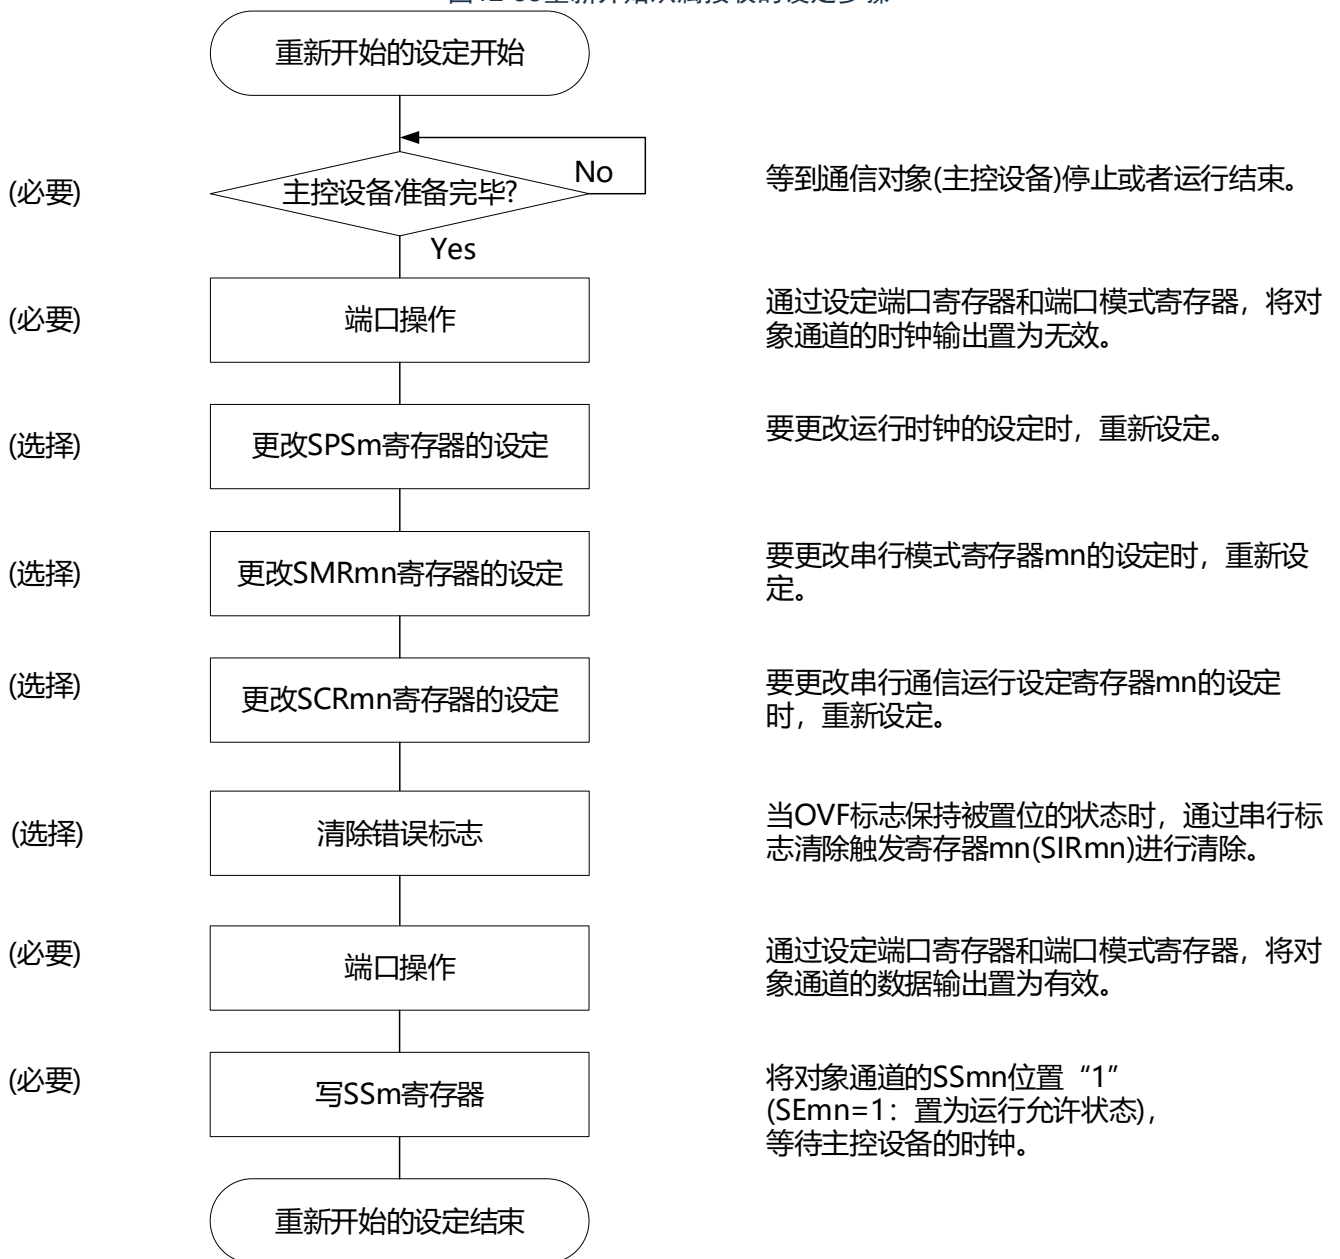 重新开始的设定开始
(必要)
主控设备准备完毕?
No
等到通信对象(主控设备)停止或者运行结束。
Yes
(必要)
端口操作
通过设定端口寄存器和端口模式寄存器，将对
象通道的时钟输出置为无效。
(选择)
更改SPSm寄存器的设定
要更改运行时钟的设定时，重新设定。
(选择)
更改SMRmn寄存器的设定
要更改串行模式寄存器mn的设定时，重新设
定。
(选择)
更改SCRmn寄存器的设定
要更改串行通信运行设定寄存器mn的设定
时，重新设定。
(选择)
清除错误标志
当OVF标志保持被置位的状态时，通过串行标
志清除触发寄存器mn(SIRmn)进行清除。
(必要)
端口操作
通过设定端口寄存器和端口模式寄存器，将对
象通道的数据输出置为有效。
(必要)
写SSm寄存器
将对象通道的SSmn位置“1”
(SEmn=1：置为运行允许状态)，
等待主控设备的时钟。
重新开始的设定结束